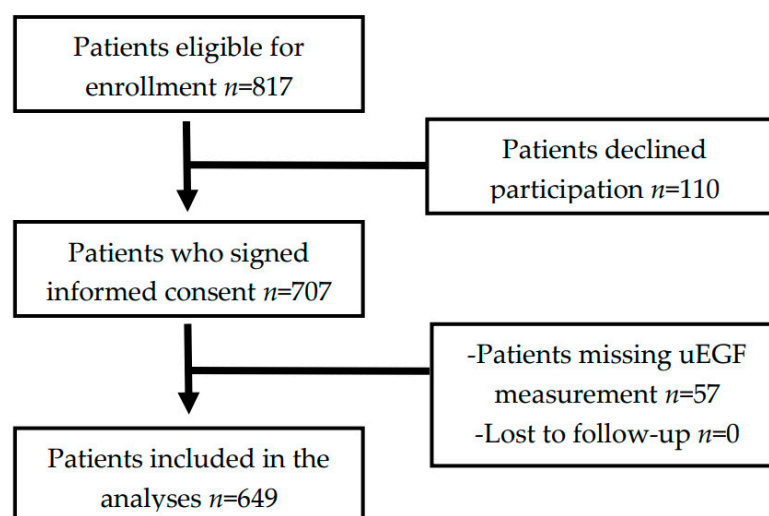 Patients eligible for
enrollment n=817
Patients declined
participation n=110
Patients who signed
informed consent n=707
-Patients missing uEGF
measurement n=57
-Lost to follow-up n=0
Patients included in the
analyses n=649